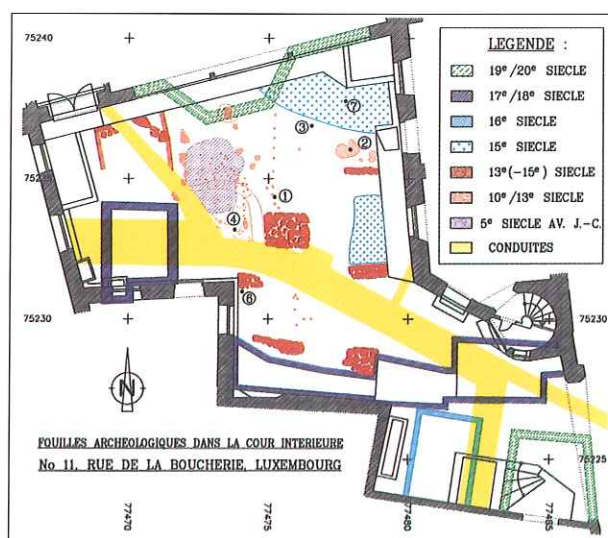 75240
LEGENDE :
19e/20e SIECLE
17e/18e SIECLE
16e SIECLE
15e SIECLE
13e(-15e) SIECLE
10e/13e SIECLE
5e SIECLE AV. J.-C.
CONDUITES
⑦
③
②
75235
①
④
⑥
75230
75230
N
FOUILLES ARCHEOLOGIQUES DANS LA COUR INTERIEURE
No 11, RUE DE LA BOUCHERIE, LUXEMBOURG
75225
77470
77475
77480
77485